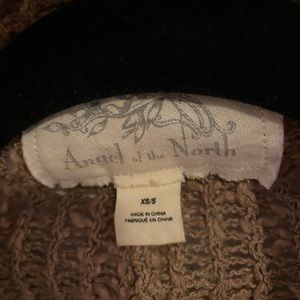 Angel of the North
XS/S
MADE IN CHINA
FABRIQUÉ EN CHINE